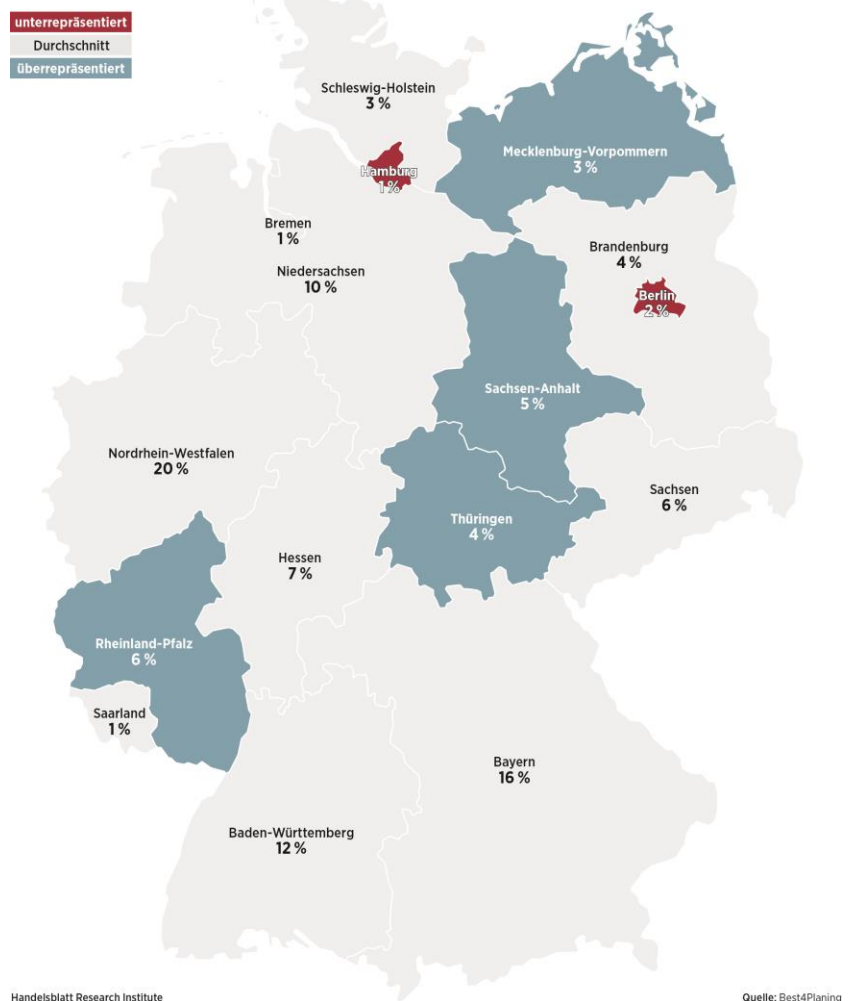 unterrepräsentiert
Durchschnitt
überrepräsentiert
Schleswig-Holstein
3 %
Mecklenburg-Vorpommern
3 %
Hamburg
1 %
Bremen
1 %
Niedersachsen
10 %
Brandenburg
4 %
Berlin
2 %
Sachsen-Anhalt
5 %
Nordrhein-Westfalen
20 %
Sachsen
6 %
Thüringen
4 %
Hessen
7 %
Rheinland-Pfalz
6 %
Saarland
1 %
Bayern
16 %
Baden-Württemberg
12 %
Handelsblatt Research Institute
Quelle: Best4Planing